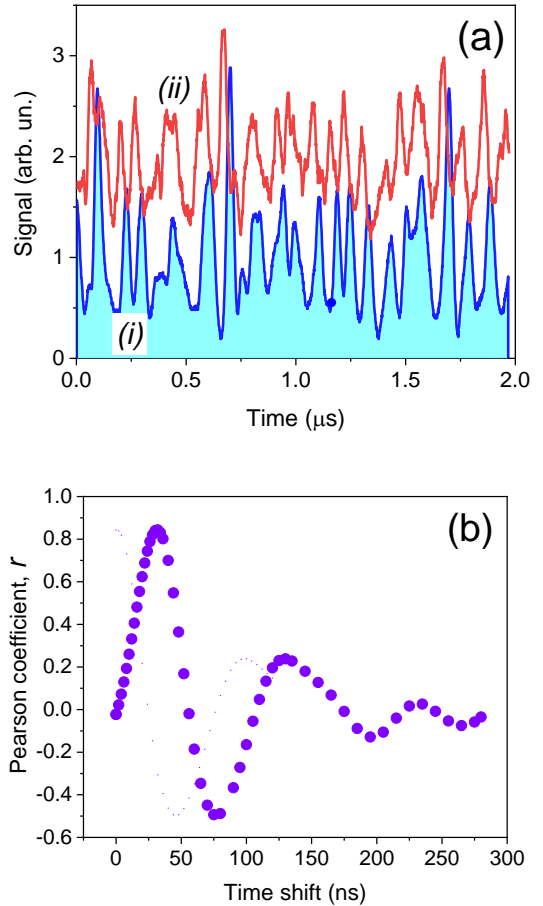 (a)
3
(ii)
2
Signal (arb. un.)
1
(i)
0
0.0 0.5 1.0 1.5 2.0
Time (μs)
1.0
(b)
0.8
0.6
0.4
Pearson coefficient, r
0.2
0.0
-0.2
-0.4
-0.6
0 50 100 150 200 250 300
Time shift (ns)